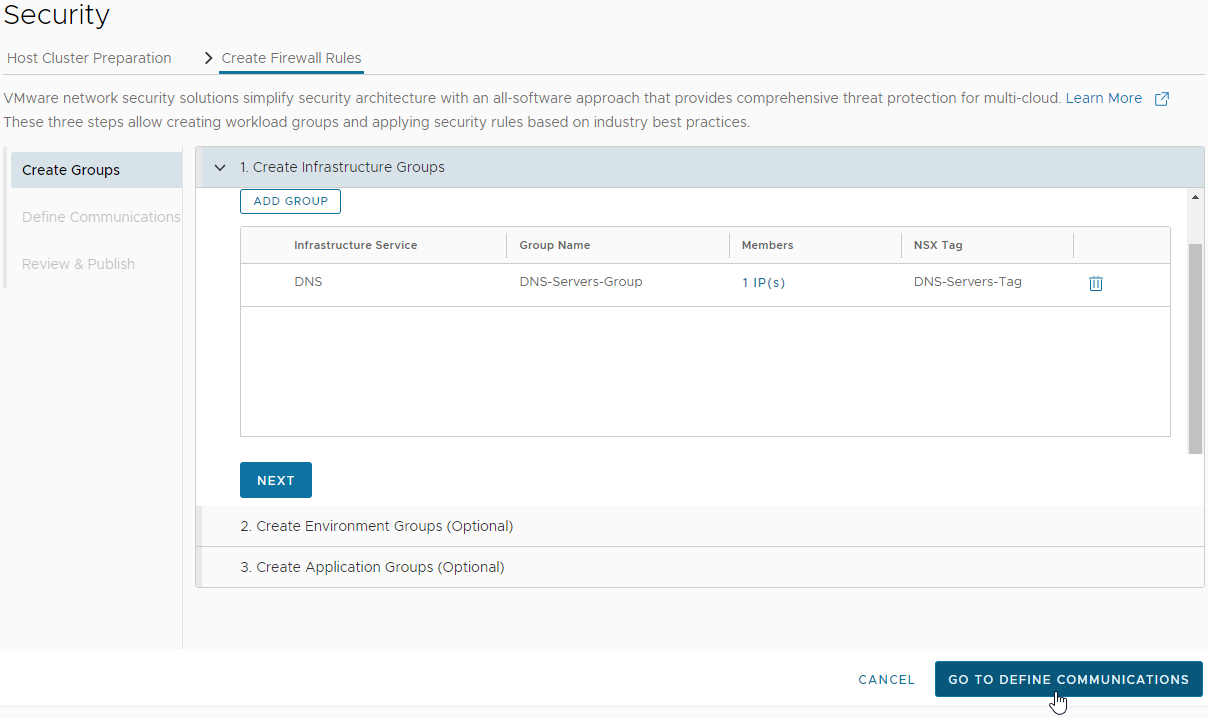 Security
Host Cluster Preparation
Create Firewall Rules
VMware network security solutions simplify security architecture with an all-software approach that provides comprehensive threat protection for multi-cloud. Learn More
These three steps allow creating workload groups and applying security rules based on industry best practices.
Create Groups
Define Communications
Review & Publish
1. Create Infrastructure Groups
ADD GROUP
Infrastructure Service Group Name Members NSX Tag
DNS DNS-Servers-Group 1 IP(s) DNS-Servers-Tag
NEXT
2. Create Environment Groups (Optional)
3. Create Application Groups (Optional)
CANCEL GO TO DEFINE COMMUNICATIONS